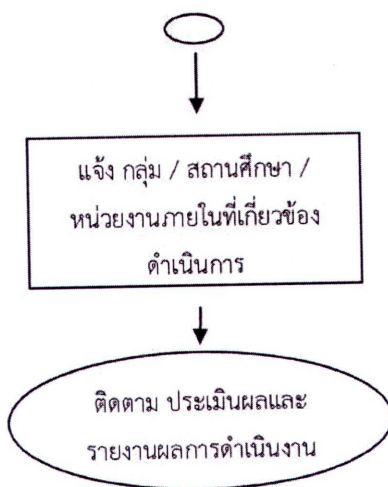 แจ้ง กลุ่ม / สถานศึกษา /
หน่วยงานภายในที่เกี่ยวข้อง
ดำเนินการ
ติดตาม ประเมินผลและ
รายงานผลการดำเนินงาน